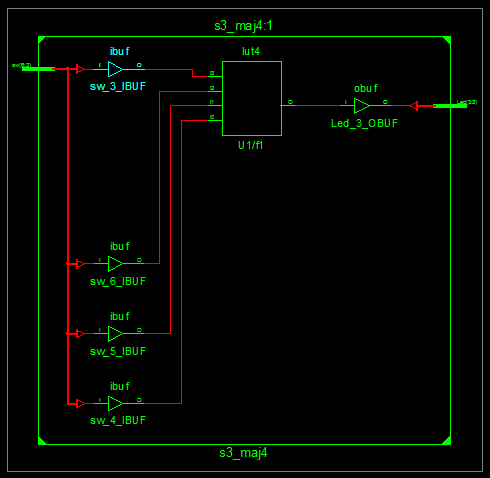 s3_maj4:1
ibuf
lut4
sw_3_IBUF
obuf
Led_3_OBUF
U1/f1
ibuf
sw_6_IBUF
ibuf
sw_5_IBUF
ibuf
sw_4_IBUF
s3_maj4